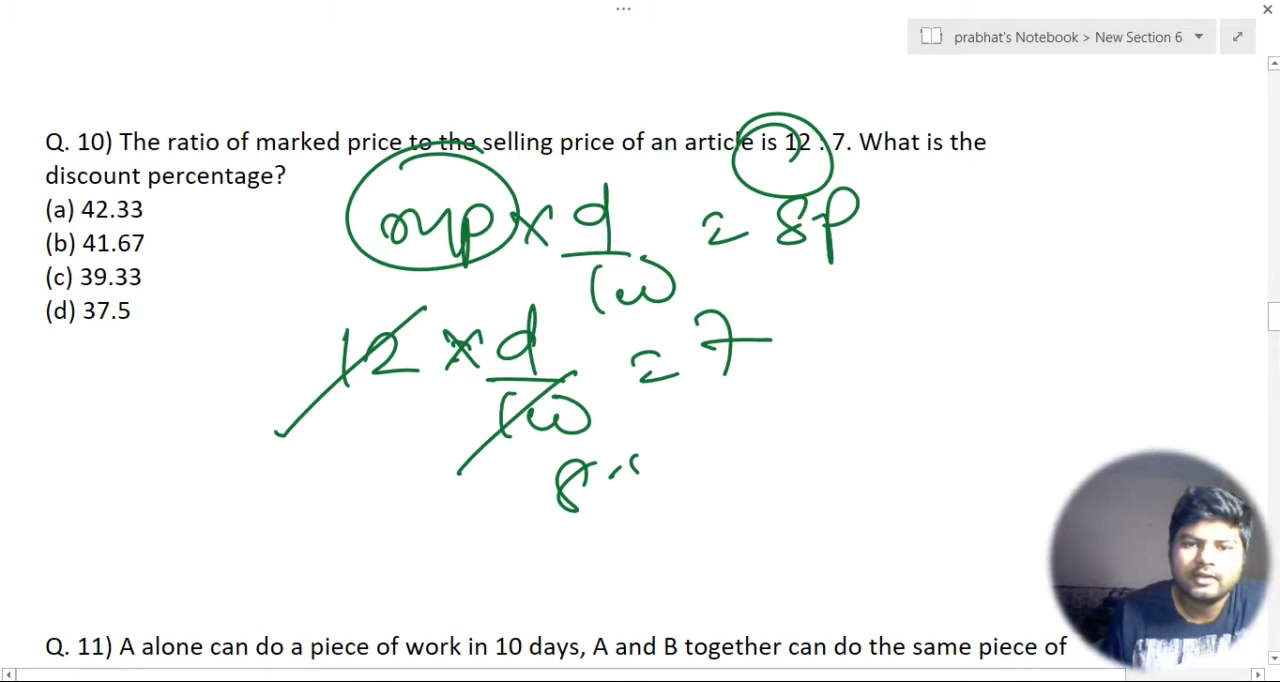 ...
prabhat's Notebook > New Section 6
Q. 10) The ratio of marked price to the selling price of an article is 12 : 7. What is the
discount percentage?
(a) 42.33
(b) 41.67
(c) 39.33
(d) 37.5
mp × d = SP
12 × d = 7
8.
Q. 11) A alone can do a piece of work in 10 days, A and B together can do the same piece of